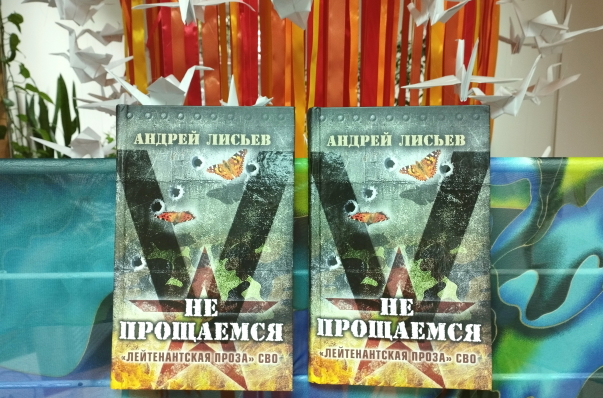 АНДРЕЙ ЛИСЬЕВ
НЕ
ПРОЩАЕМСЯ
«ЛЕЙТЕНАНТСКАЯ ПРОЗА» СВО
АНДРЕЙ ЛИСЬЕВ
НЕ
ПРОЩАЕМСЯ
«ЛЕЙТЕНАНТСКАЯ ПРОЗА» СВО